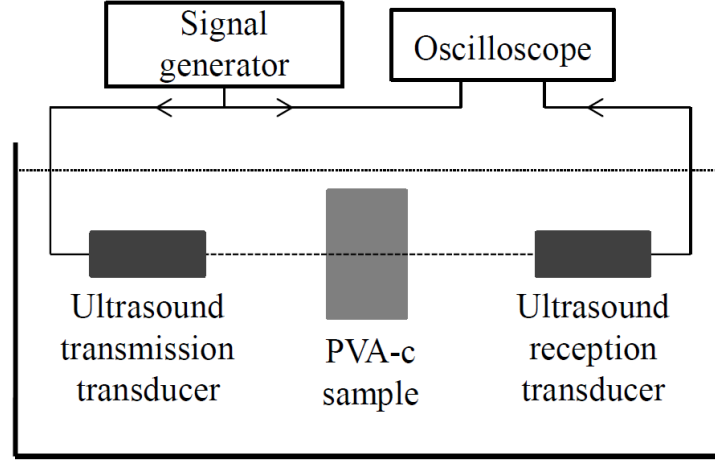 Signal
generator
Oscilloscope
Ultrasound
transmission
transducer
PVA-c
sample
Ultrasound
reception
transducer